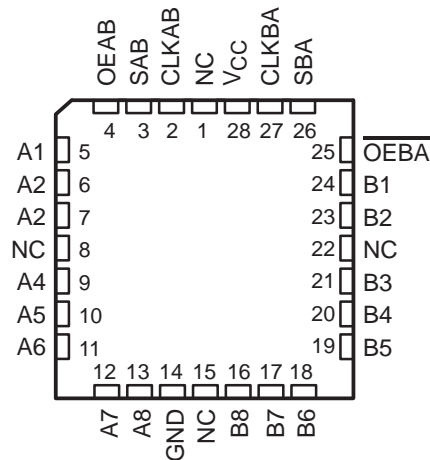 OEAB SAB CLKAB NC VCC CLKBA SBA
4 3 2 1 28 27 26
A1 5 25 OEBA
A2 6 24 B1
A2 7 23 B2
NC 8 22 NC
A4 9 21 B3
A5 10 20 B4
A6 11 19 B5
12 13 14 15 16 17 18
A7 A8 GND NC B8 B7 B6